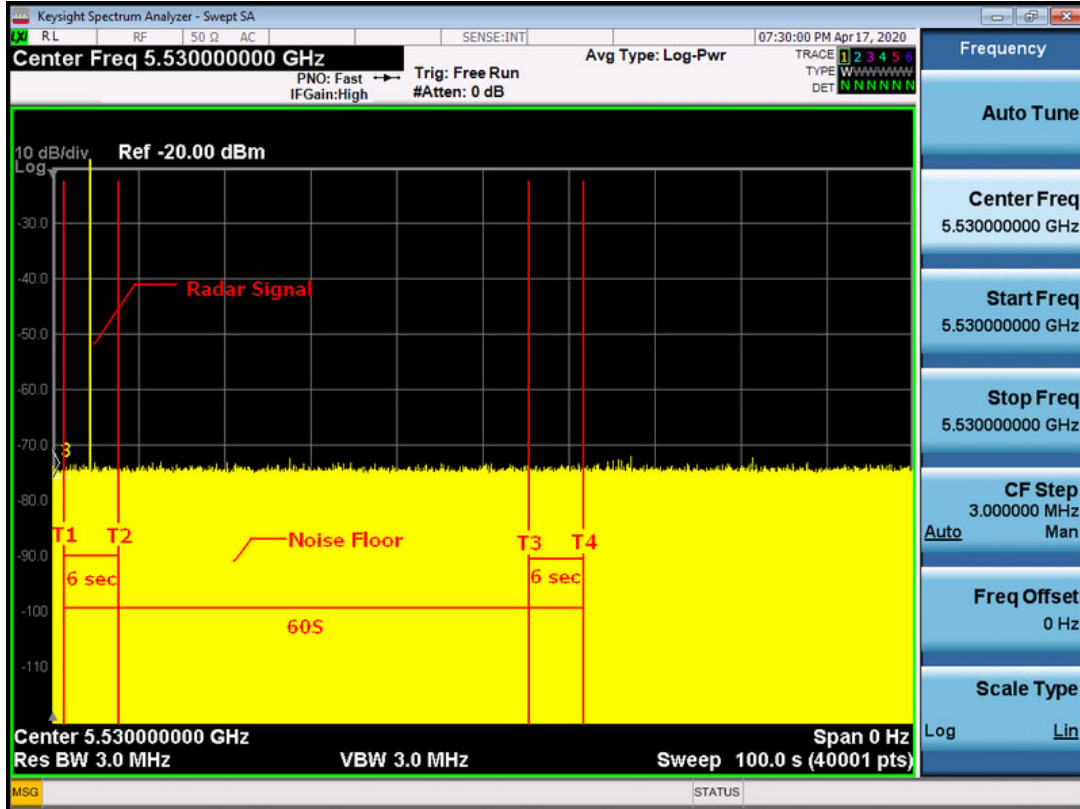 Keysight Spectrum Analyzer - Swept SA
LXI RL RF 50 Ω AC SENSE:INT 07:30:00 PM Apr 17, 2020
Center Freq 5.530000000 GHz
PNO: Fast
IFGain:High
Trig: Free Run
#Atten: 0 dB
Avg Type: Log-Pwr
TRACE 1 2 3 4 5 6
TYPE WWWWWW
DET N N N N N N
10 dB/div
Log
Ref -20.00 dBm
-30.0
-40.0
Radar Signal
-50.0
-60.0
-70.0
3
-80.0
T1 T2 Noise Floor T3 T4
-90.0
6 sec 6 sec
-100
60S
-110
Center 5.530000000 GHz Span 0 Hz
Res BW 3.0 MHz VBW 3.0 MHz Sweep 100.0 s (40001 pts)
MSG STATUS
Frequency
Auto Tune
Center Freq
5.530000000 GHz
Start Freq
5.530000000 GHz
Stop Freq
5.530000000 GHz
CF Step
3.000000 MHz
Auto Man
Freq Offset
0 Hz
Scale Type
Log Lin